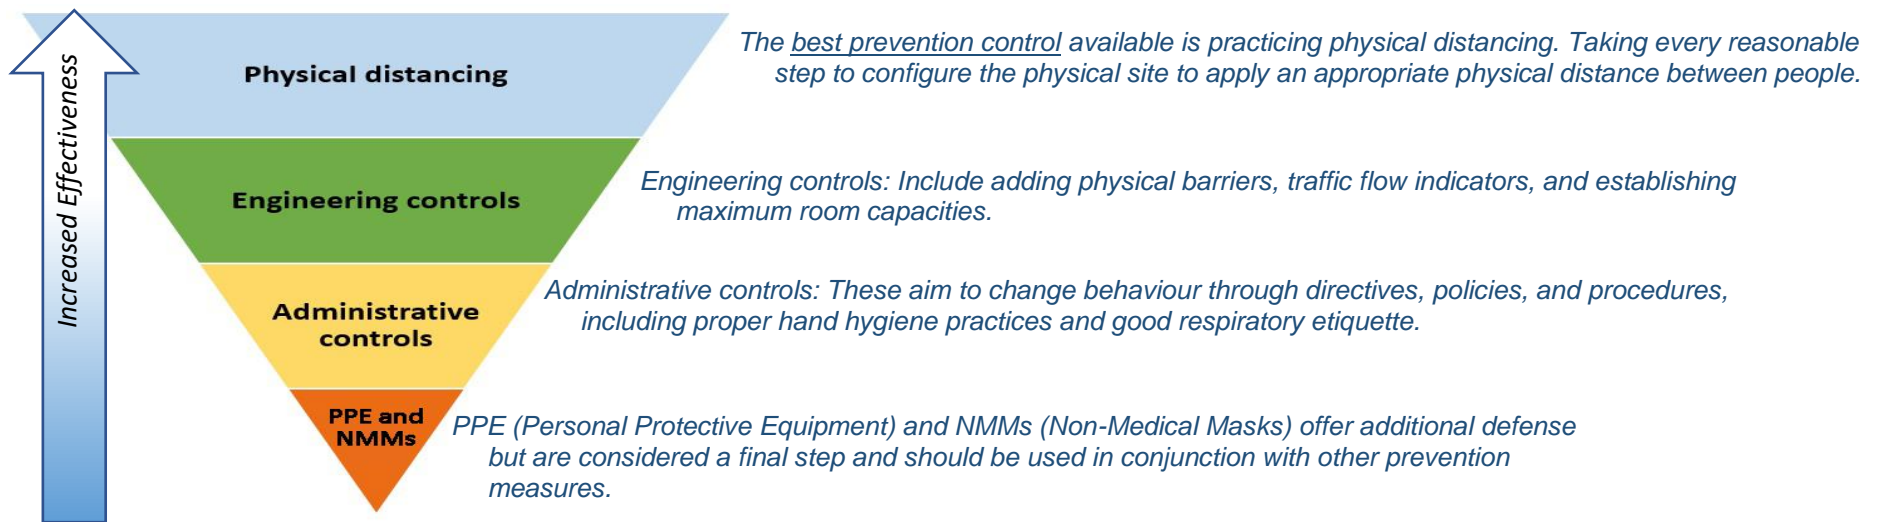 Increased Effectiveness
Physical distancing
The best prevention control available is practicing physical distancing. Taking every reasonable
step to configure the physical site to apply an appropriate physical distance between people.
Engineering controls
Engineering controls: Include adding physical barriers, traffic flow indicators, and establishing
maximum room capacities.
Administrative
controls
Administrative controls: These aim to change behaviour through directives, policies, and procedures,
including proper hand hygiene practices and good respiratory etiquette.
PPE and
NMMs
PPE (Personal Protective Equipment) and NMMs (Non-Medical Masks) offer additional defense
but are considered a final step and should be used in conjunction with other prevention
measures.